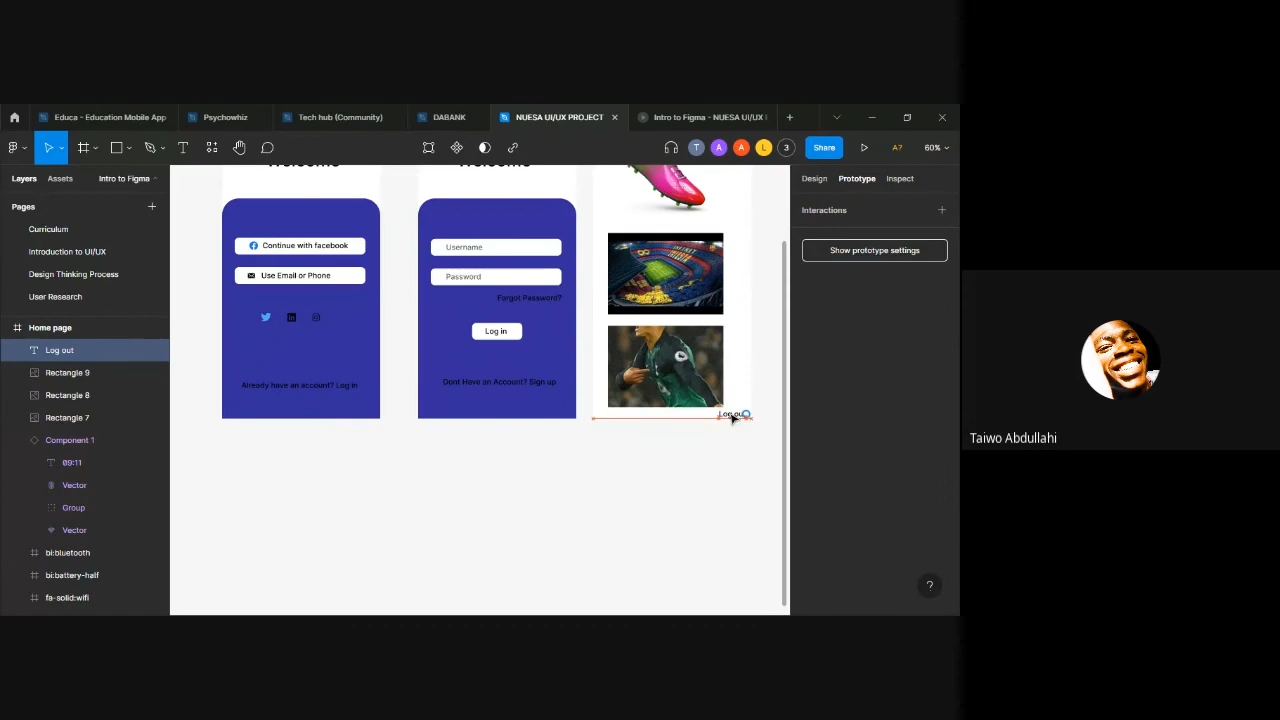 Educa - Education Mobile App
Psychowhiz
Tech hub (Community)
DABANK
NUESA UI/UX PROJECT
Intro to Figma - NUESA UI/UX
T
A
A
L
3
Share
A?
60%
Layers
Assets
Intro to Figma
Pages
Curriculum
Introduction to UI/UX
Design Thinking Process
User Research
Home page
Log out
Rectangle 9
Rectangle 8
Rectangle 7
Component 1
09:11
Vector
Group
Vector
bi:bluetooth
bi:battery-half
fa-solid:wifi
Welcome
Continue with facebook
Use Email or Phone
Already have an account? Log in
Welcome
Username
Password
Forgot Password?
Log in
Dont Have an Account? Sign up
Log out
Design
Prototype
Inspect
Interactions
Show prototype settings
?
Taiwo Abdullahi